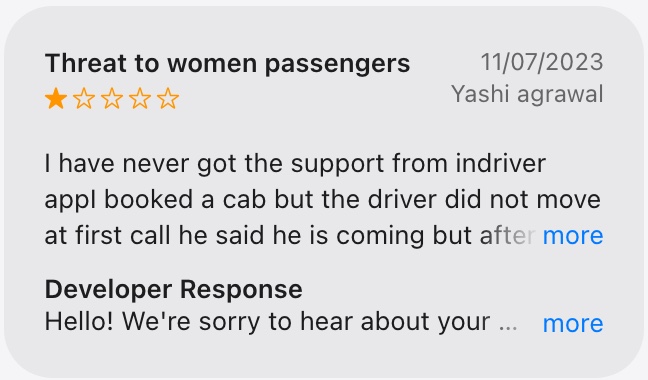 Threat to women passengers
11/07/2023
Yashi agrawal
I have never got the support from indriver
appI booked a cab but the driver did not move
at first call he said he is coming but after more
Developer Response
Hello! We're sorry to hear about your ... more